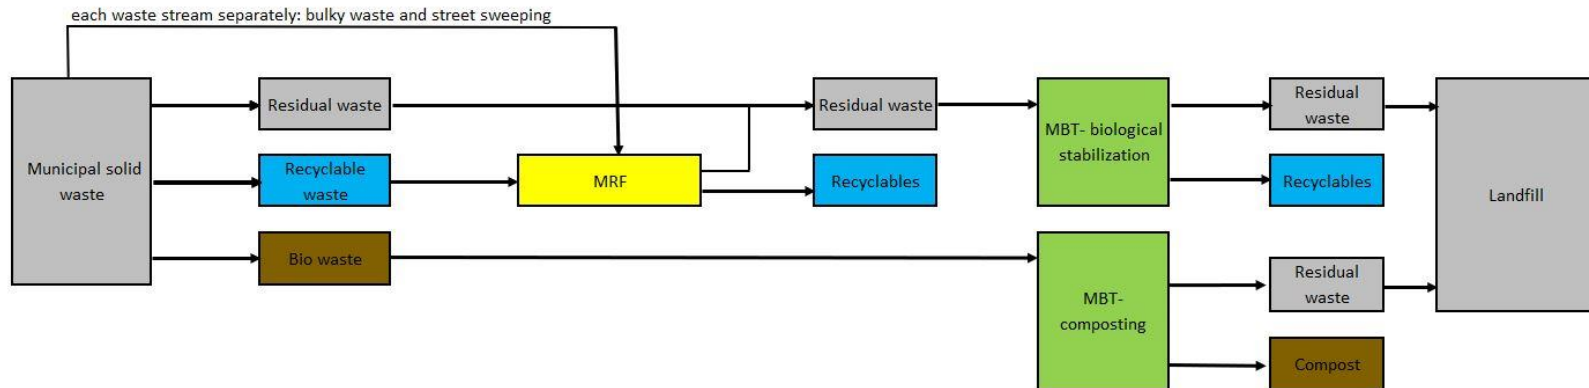 each waste stream separately: bulky waste and street sweeping
Municipal solid
waste
Residual waste
Recyclable
waste
Bio waste
MRF
Residual waste
Recyclables
MBT- biological
stabilization
MBT-
composting
Residual
waste
Recyclables
Residual
waste
Compost
Landfill